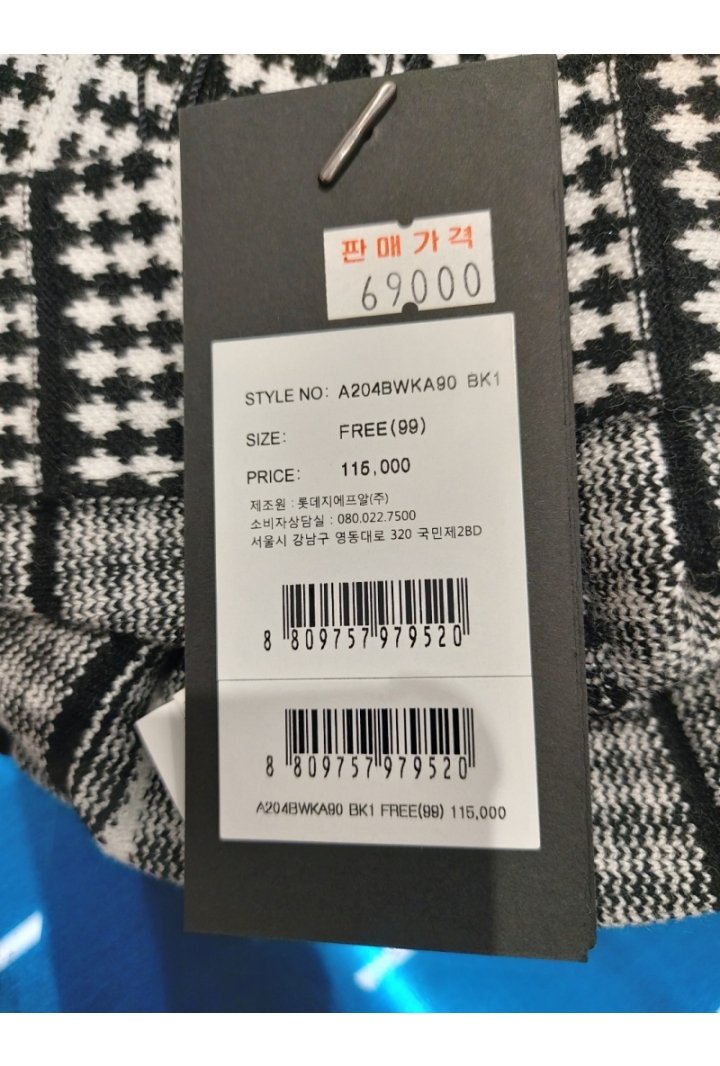 판매가격
69000
STYLE NO: A204BWKA90 BK1
SIZE: FREE(99)
PRICE: 115,000
제조원 : 롯데지에프알(주)
소비자상담실 : 080.022.7500
서울시 강남구 영동대로 320 국민제2BD
8 809757 979520
8 809757 979520
A204BWKA90 BK1 FREE(99) 115,000